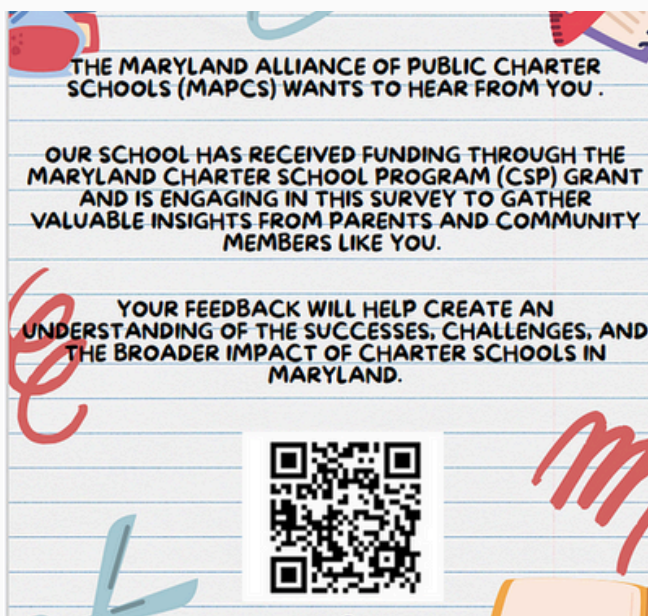 THE MARYLAND ALLIANCE OF PUBLIC CHARTER
SCHOOLS (MAPCS) WANTS TO HEAR FROM YOU .
OUR SCHOOL HAS RECEIVED FUNDING THROUGH THE
MARYLAND CHARTER SCHOOL PROGRAM (CSP) GRANT
AND IS ENGAGING IN THIS SURVEY TO GATHER
VALUABLE INSIGHTS FROM PARENTS AND COMMUNITY
MEMBERS LIKE YOU.
YOUR FEEDBACK WILL HELP CREATE AN
UNDERSTANDING OF THE SUCCESSES, CHALLENGES, AND
THE BROADER IMPACT OF CHARTER SCHOOLS IN
MARYLAND.